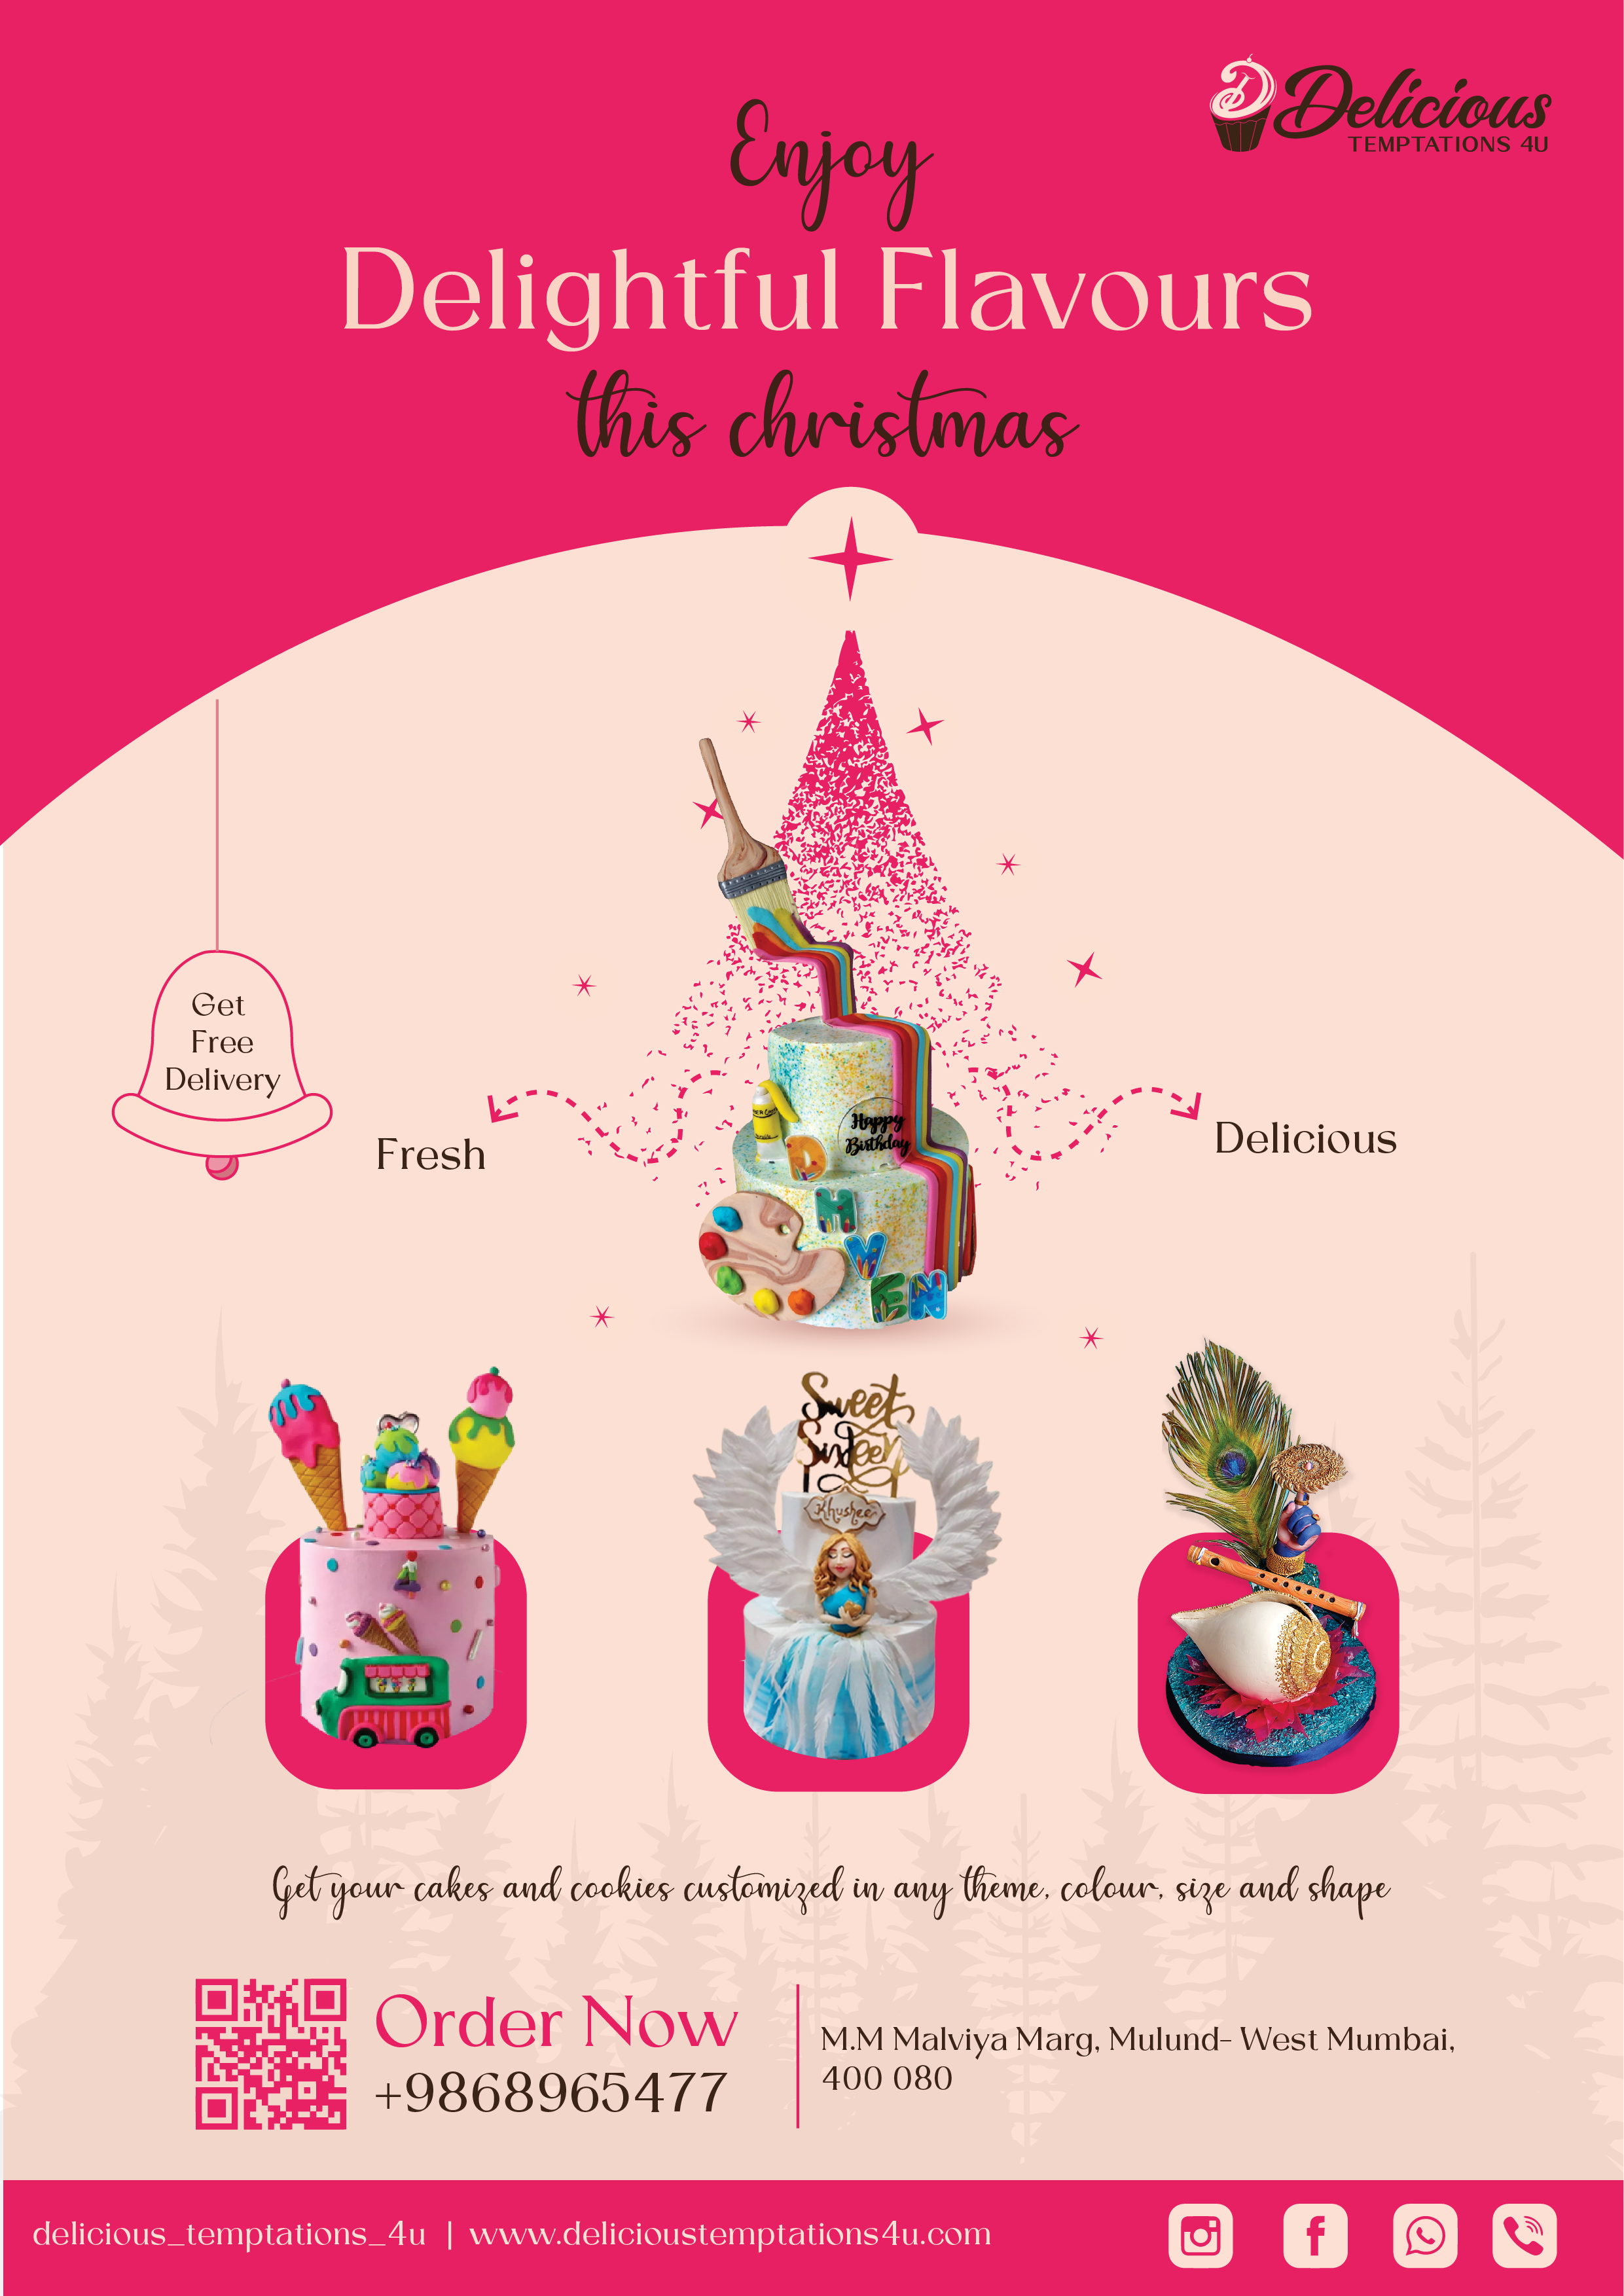 Delicious
TEMPTATIONS 4U
Enjoy
Delightful Flavours
this christmas
Get
Free
Delivery
Fresh
Delicious
Happy
Birthday
D
M
V
EN
Sweet
Sixteen
Khushee
Get your cakes and cookies customized in any theme, colour, size and shape
Order Now
+9868965477
M.M Malviya Marg, Mulund- West Mumbai,
400 080
delicious_temptations_4u | www.delicioustemptations4u.com